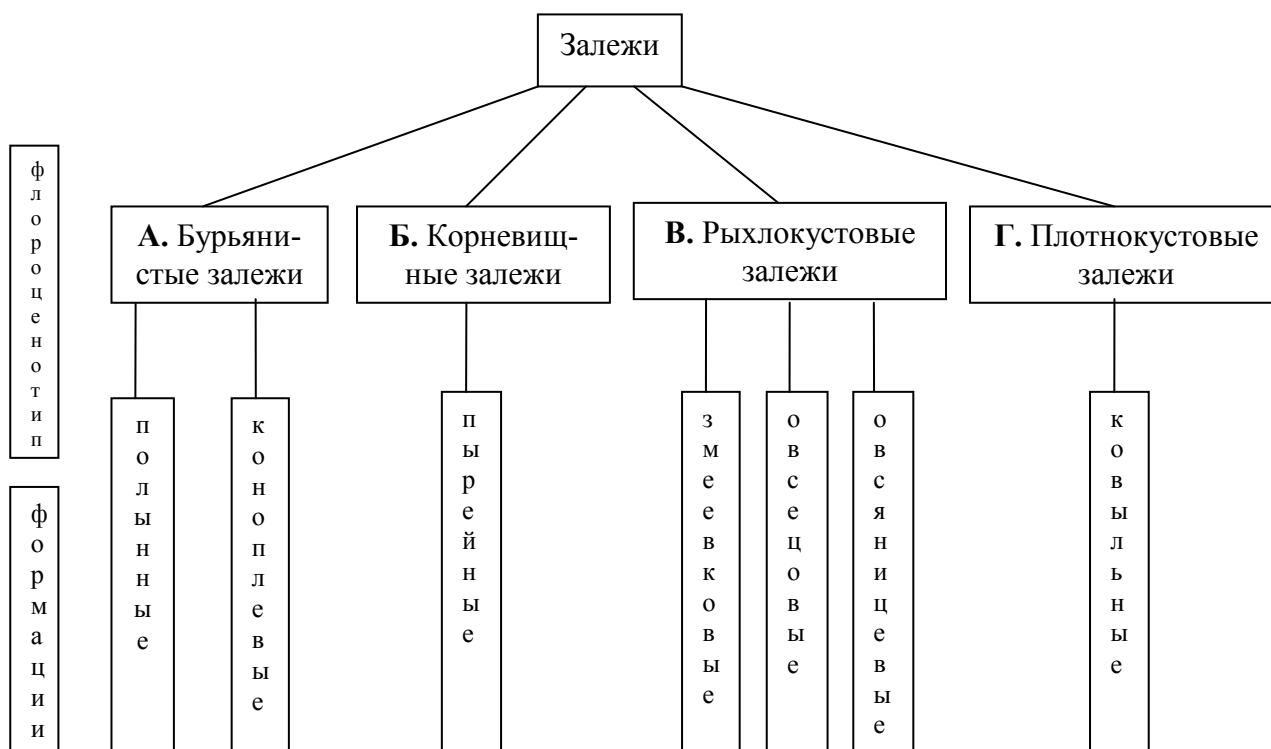 Залежи
флороценотип
А. Бурьяни-
стые залежи
Б. Корневищ-
ные залежи
В. Рыхлокустовые
залежи
Г. Плотнокустовые
залежи
формации
полынные
коноплевые
пырейные
змеевковые
овсецовые
овсяницевые
ковыльные